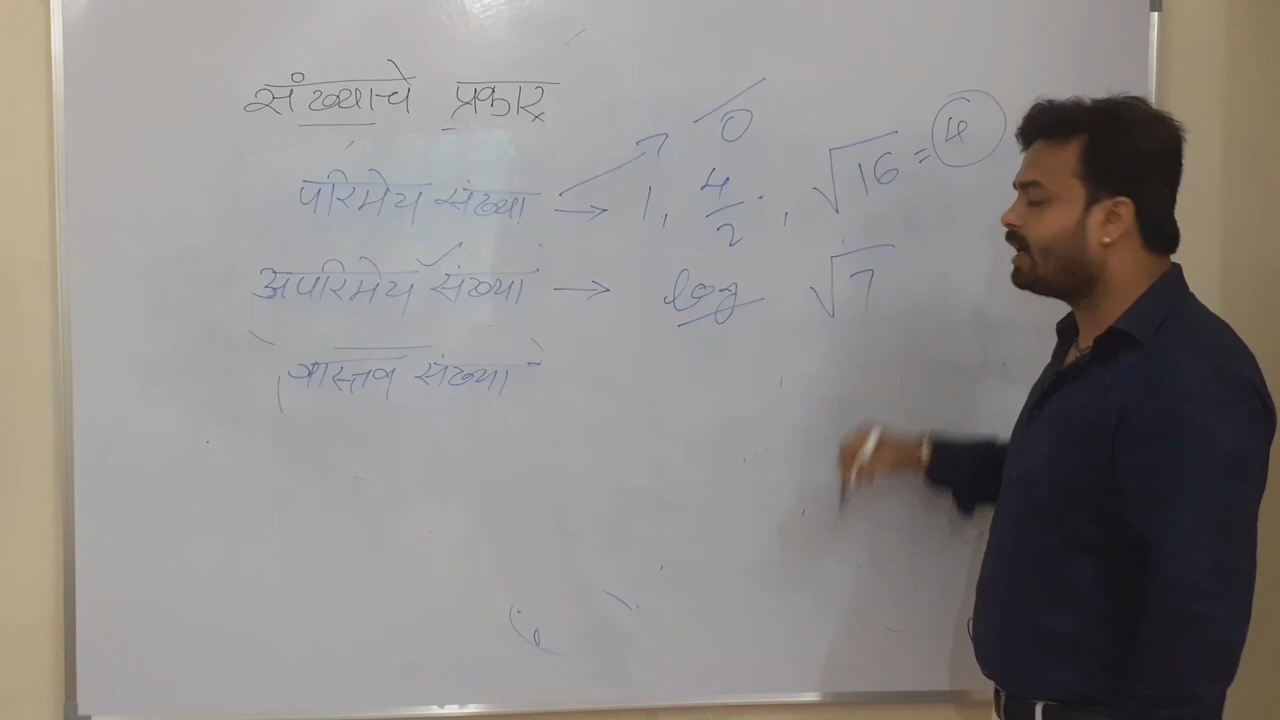 संख्याचे प्रकार
परिमेय संख्या → 1, 4/2, √16 = 4
0
अपरिमेय संख्या → log √7
वास्तव संख्या